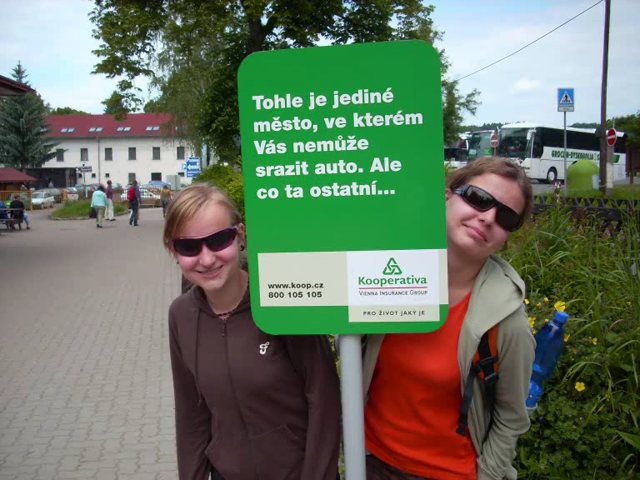 Tohle je jediné
město, ve kterém
Vás nemůže
srazit auto. Ale
co ta ostatní...
www.koop.cz
800 105 105
Kooperativa
VIENNA INSURANCE GROUP
PRO ŽIVOT JAKÝ JE